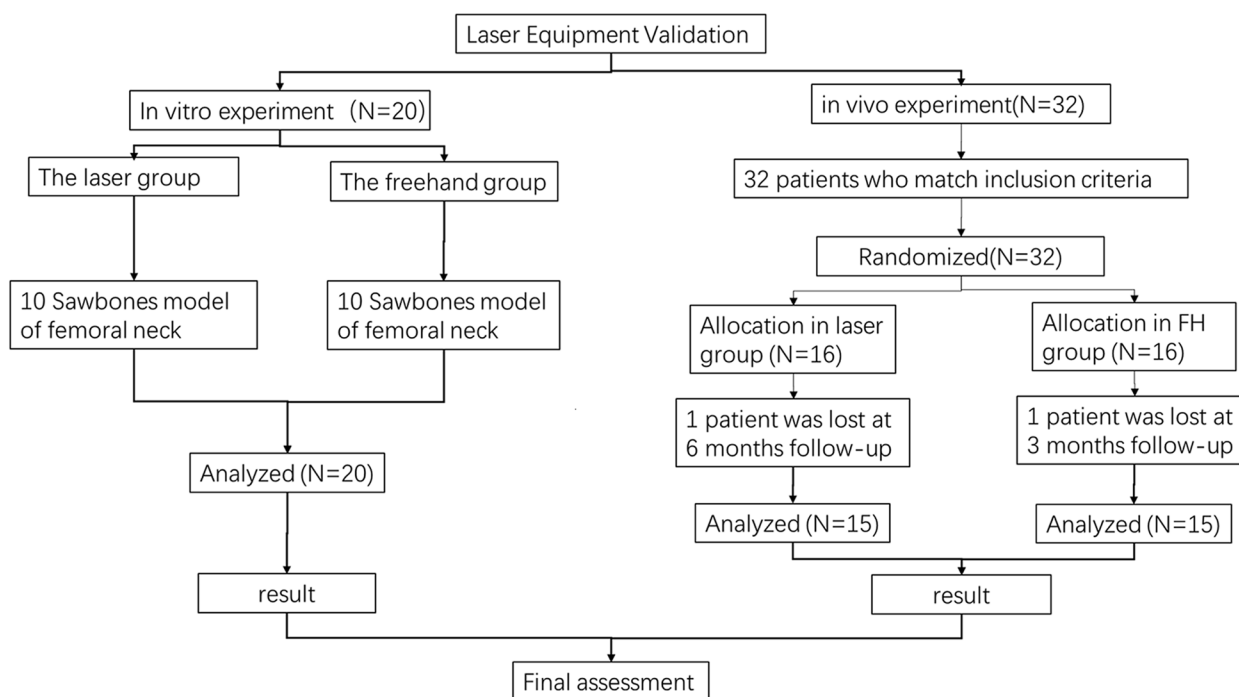 Laser Equipment Validation
In vitro experiment (N=20)
in vivo experiment(N=32)
The laser group
The freehand group
32 patients who match inclusion criteria
Randomized(N=32)
10 Sawbones model
of femoral neck
10 Sawbones model
of femoral neck
Allocation in laser
group (N=16)
Allocation in FH
group (N=16)
1 patient was lost at
6 months follow-up
1 patient was lost at
3 months follow-up
Analyzed (N=20)
Analyzed (N=15)
Analyzed (N=15)
result
result
Final assessment